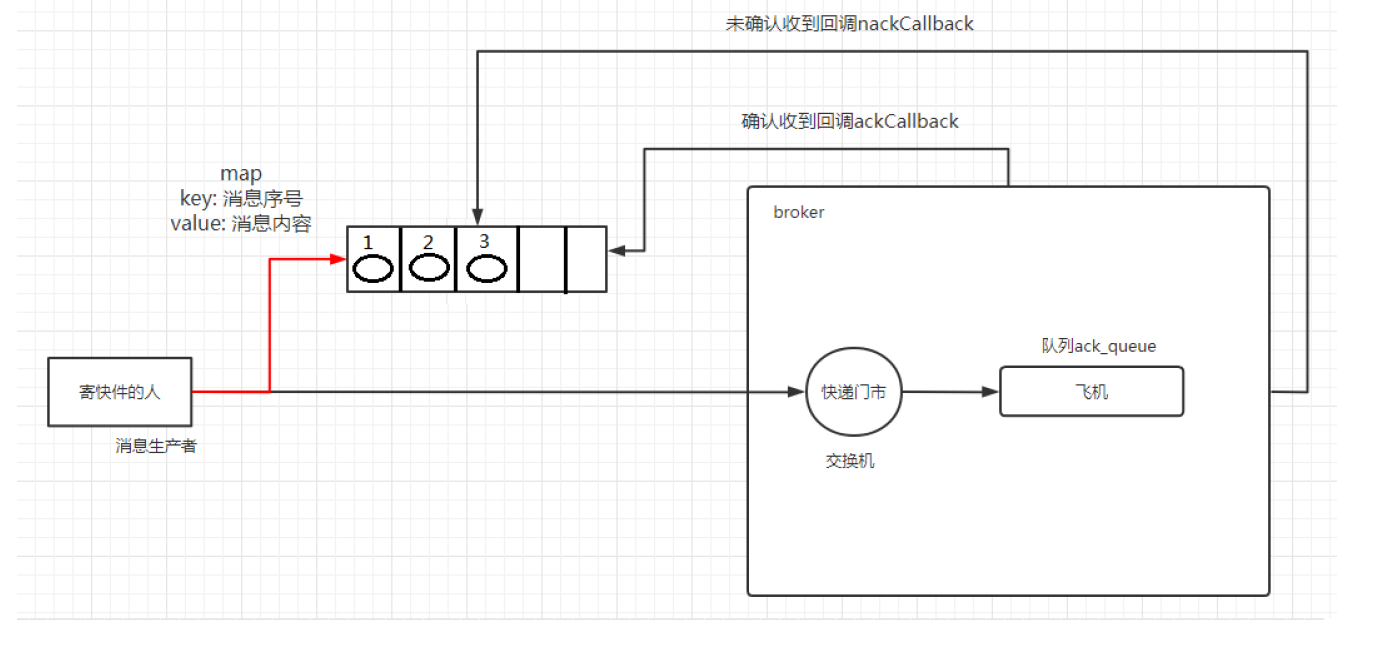 未确认收到回调nackCallback
确认收到回调ackCallback
map
key: 消息序号
value: 消息内容
broker
1
2
3
队列ack_queue
寄快件的人
快递门市
飞机
消息生产者
交换机